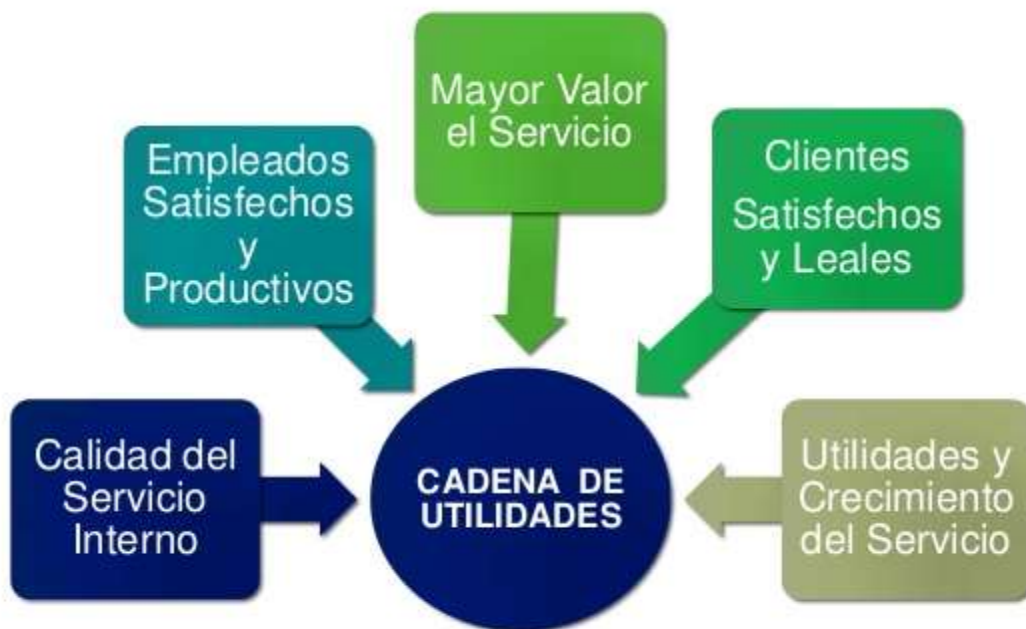 Mayor Valor
el Servicio
Empleados
Satisfechos
y
Productivos
Clientes
Satisfechos
y Leales
Calidad del
Servicio
Interno
CADENA DE
UTILIDADES
Utilidades y
Crecimiento
del Servicio